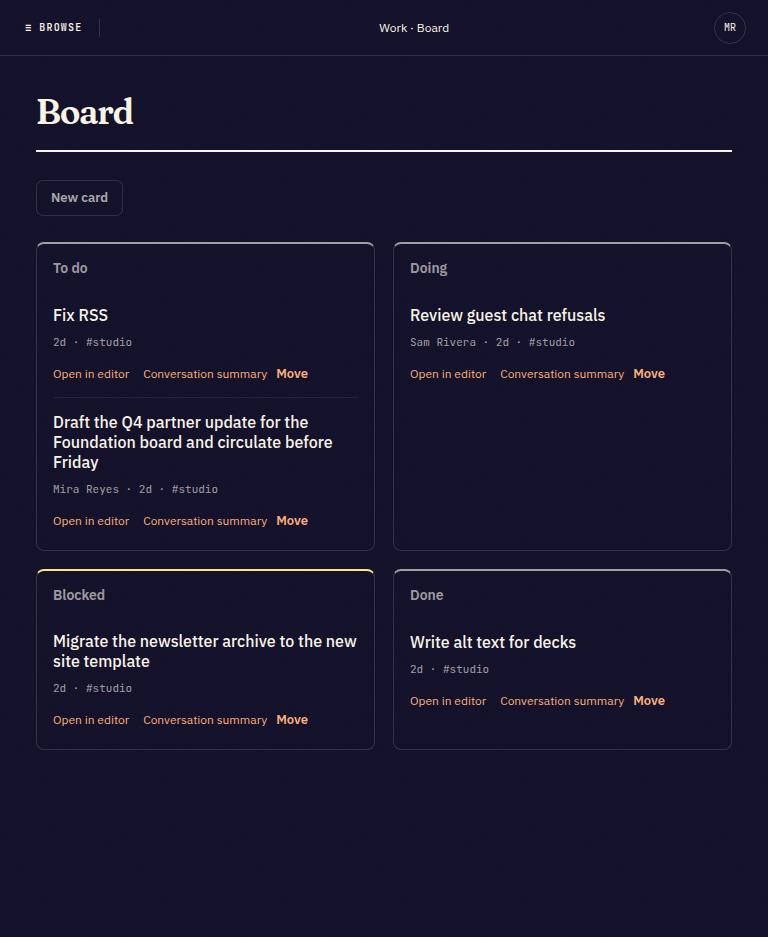 ≡ BROWSE
Work · Board
MR
Board
New card
To do
Fix RSS
2d · #studio
Open in editor Conversation summary Move
Draft the Q4 partner update for the
Foundation board and circulate before
Friday
Mira Reyes · 2d · #studio
Open in editor Conversation summary Move
Doing
Review guest chat refusals
Sam Rivera · 2d · #studio
Open in editor Conversation summary Move
Blocked
Migrate the newsletter archive to the new
site template
2d · #studio
Open in editor Conversation summary Move
Done
Write alt text for decks
2d · #studio
Open in editor Conversation summary Move